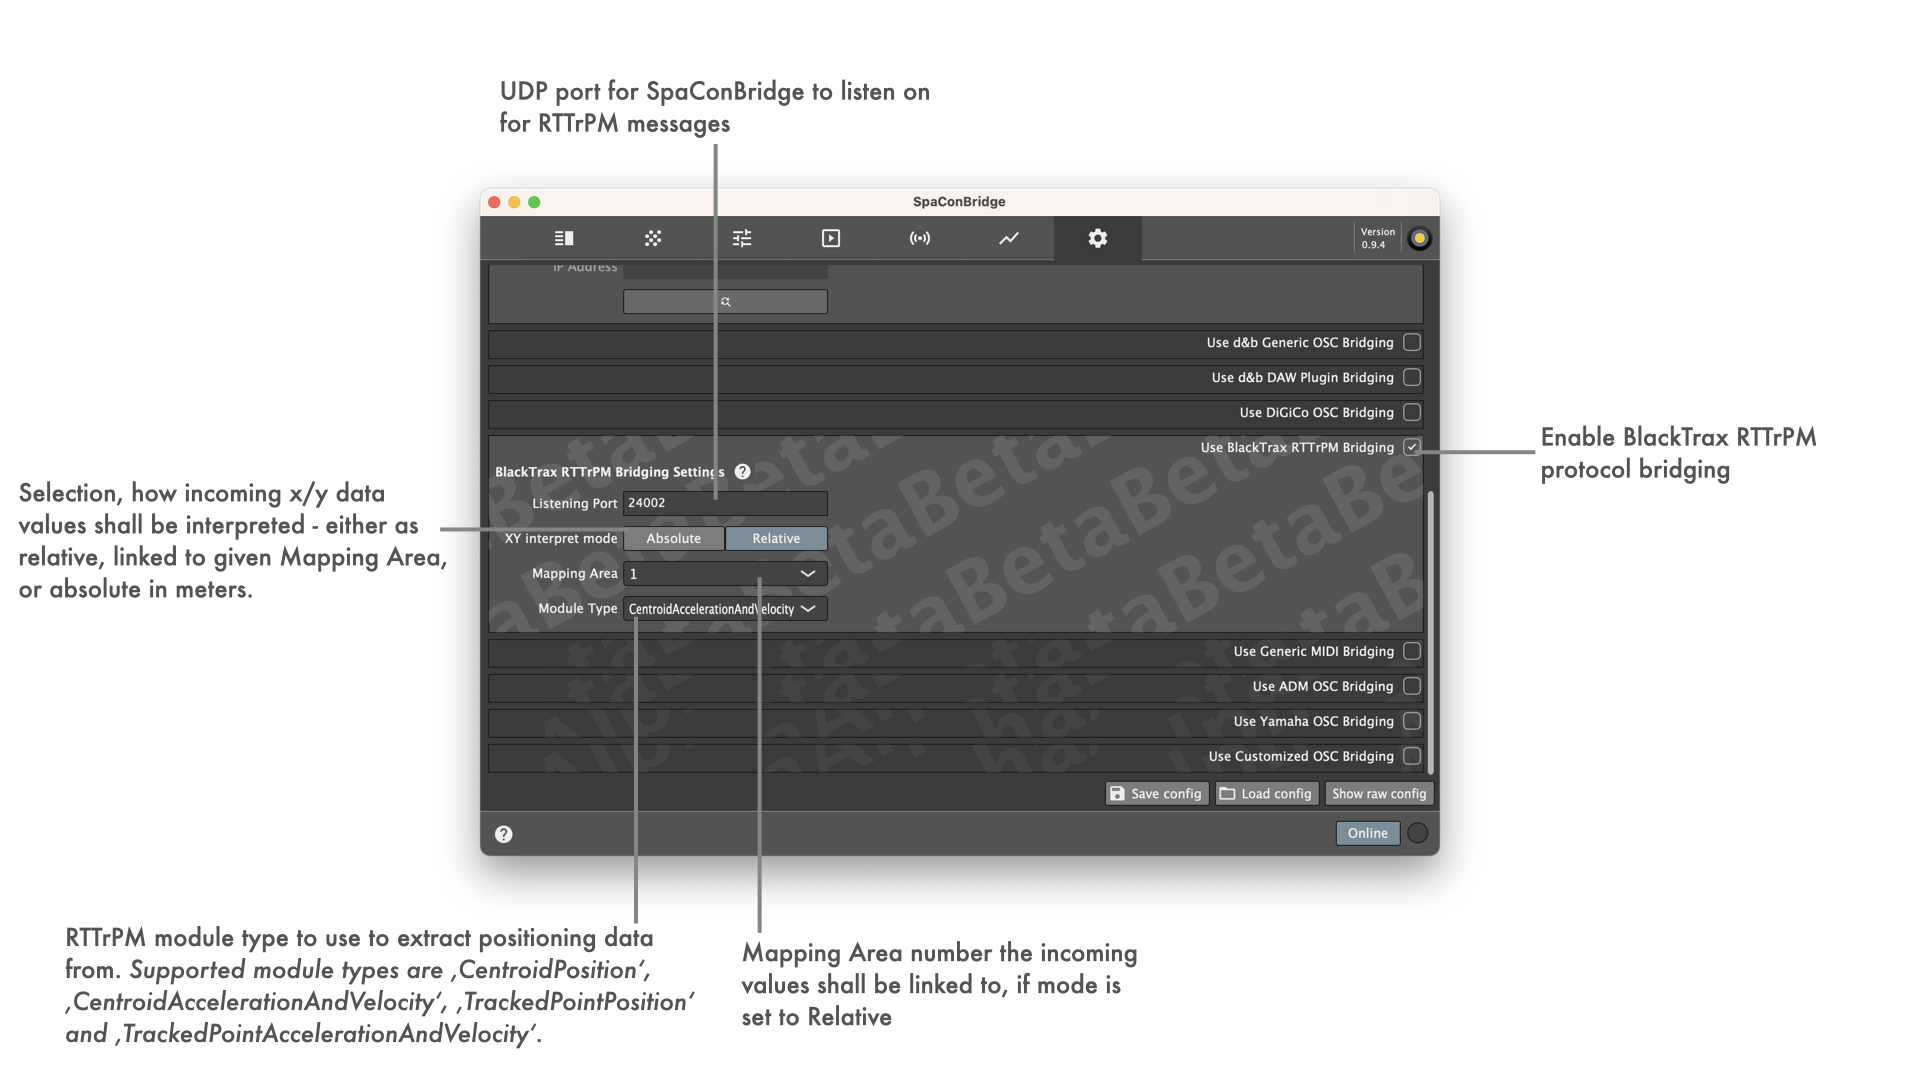 UDP port for SpaConBridge to listen on
for RTTrPM messages
SpaConBridge
Version
0.9.4
IP Address
Use d&b Generic OSC Bridging
Use d&b DAW Plugin Bridging
Use DiGiCo OSC Bridging
Use BlackTrax RTTrPM Bridging
Enable BlackTrax RTTrPM
protocol bridging
BlackTrax RTTrPM Bridging Settings
Selection, how incoming x/y data
values shall be interpreted - either as
relative, linked to given Mapping Area,
or absolute in meters.
Listening Port 24002
XY interpret mode Absolute Relative
Mapping Area 1
Module Type CentroidAccelerationAndVelocity
Use Generic MIDI Bridging
Use ADM OSC Bridging
Use Yamaha OSC Bridging
Use Customized OSC Bridging
Save config Load config Show raw config
Online
RTTrPM module type to use to extract positioning data
from. Supported module types are ‚CentroidPosition‘,
‚CentroidAccelerationAndVelocity‘, ‚TrackedPointPosition‘
and ‚TrackedPointAccelerationAndVelocity‘.
Mapping Area number the incoming
values shall be linked to, if mode is
set to Relative